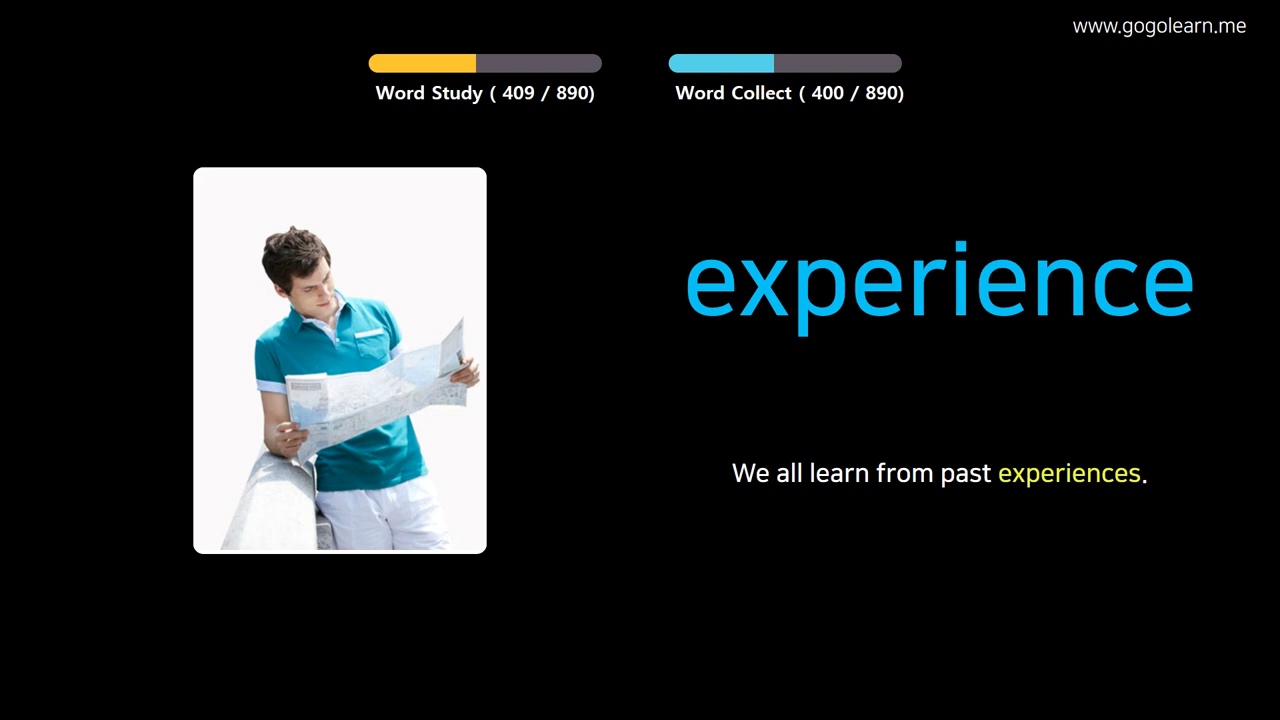 www.gogolearn.me
Word Study ( 409 / 890)
Word Collect ( 400 / 890)
experience
We all learn from past experiences.